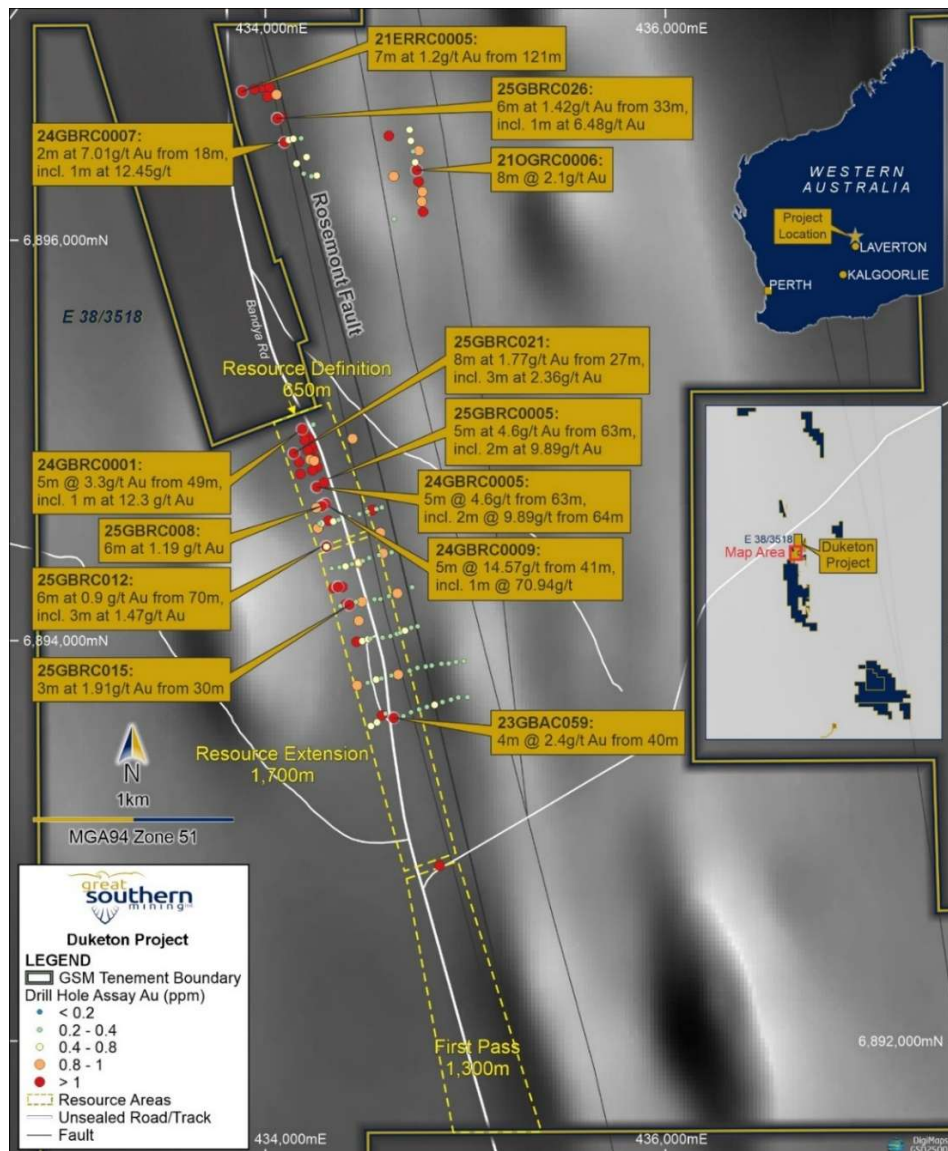 434,000mE
436,000mE
21ERRC0005:
7m at 1.2g/t Au from 121m
25GBRC026:
6m at 1.42g/t Au from 33m,
incl. 1m at 6.48g/t Au
24GBRC0007:
2m at 7.01g/t Au from 18m,
incl. 1m at 12.45g/t
21OGRC0006:
8m @ 2.1g/t Au
WESTERN
AUSTRALIA
Project
Location
LAVERTON
KALGOORLIE
PERTH
6,896,000mN
Rosemont Fault
E 38/3518
Bandya Rd
Resource Definition
650m
25GBRC021:
8m at 1.77g/t Au from 27m,
incl. 3m at 2.36g/t Au
25GBRC0005:
5m at 4.6g/t Au from 63m,
incl. 2m at 9.89g/t Au
24GBRC0001:
5m @ 3.3g/t Au from 49m,
incl. 1 m at 12.3 g/t Au
24GBRC0005:
5m @ 4.6g/t from 63m,
incl. 2m @ 9.89g/t from 64m
25GBRC008:
6m at 1.19 g/t Au
24GBRC0009:
5m @ 14.57g/t from 41m,
incl. 1m @ 70.94g/t
25GBRC012:
6m at 0.9 g/t Au from 70m,
incl. 3m at 1.47g/t Au
E 38/3518
Map Area
Duketon
Project
6,894,000mN
25GBRC015:
3m at 1.91g/t Au from 30m
23GBAC059:
4m @ 2.4g/t Au from 40m
Resource Extension
1,700m
N
1km
MGA94 Zone 51
great
southern
mining
Duketon Project
LEGEND
GSM Tenement Boundary
Drill Hole Assay Au (ppm)
< 0.2
0.2 - 0.4
0.4 - 0.8
0.8 - 1
> 1
Resource Areas
Unsealed Road/Track
Fault
First Pass
1,300m
6,892,000mN
434,000mE
436,000mE
DigiMaps